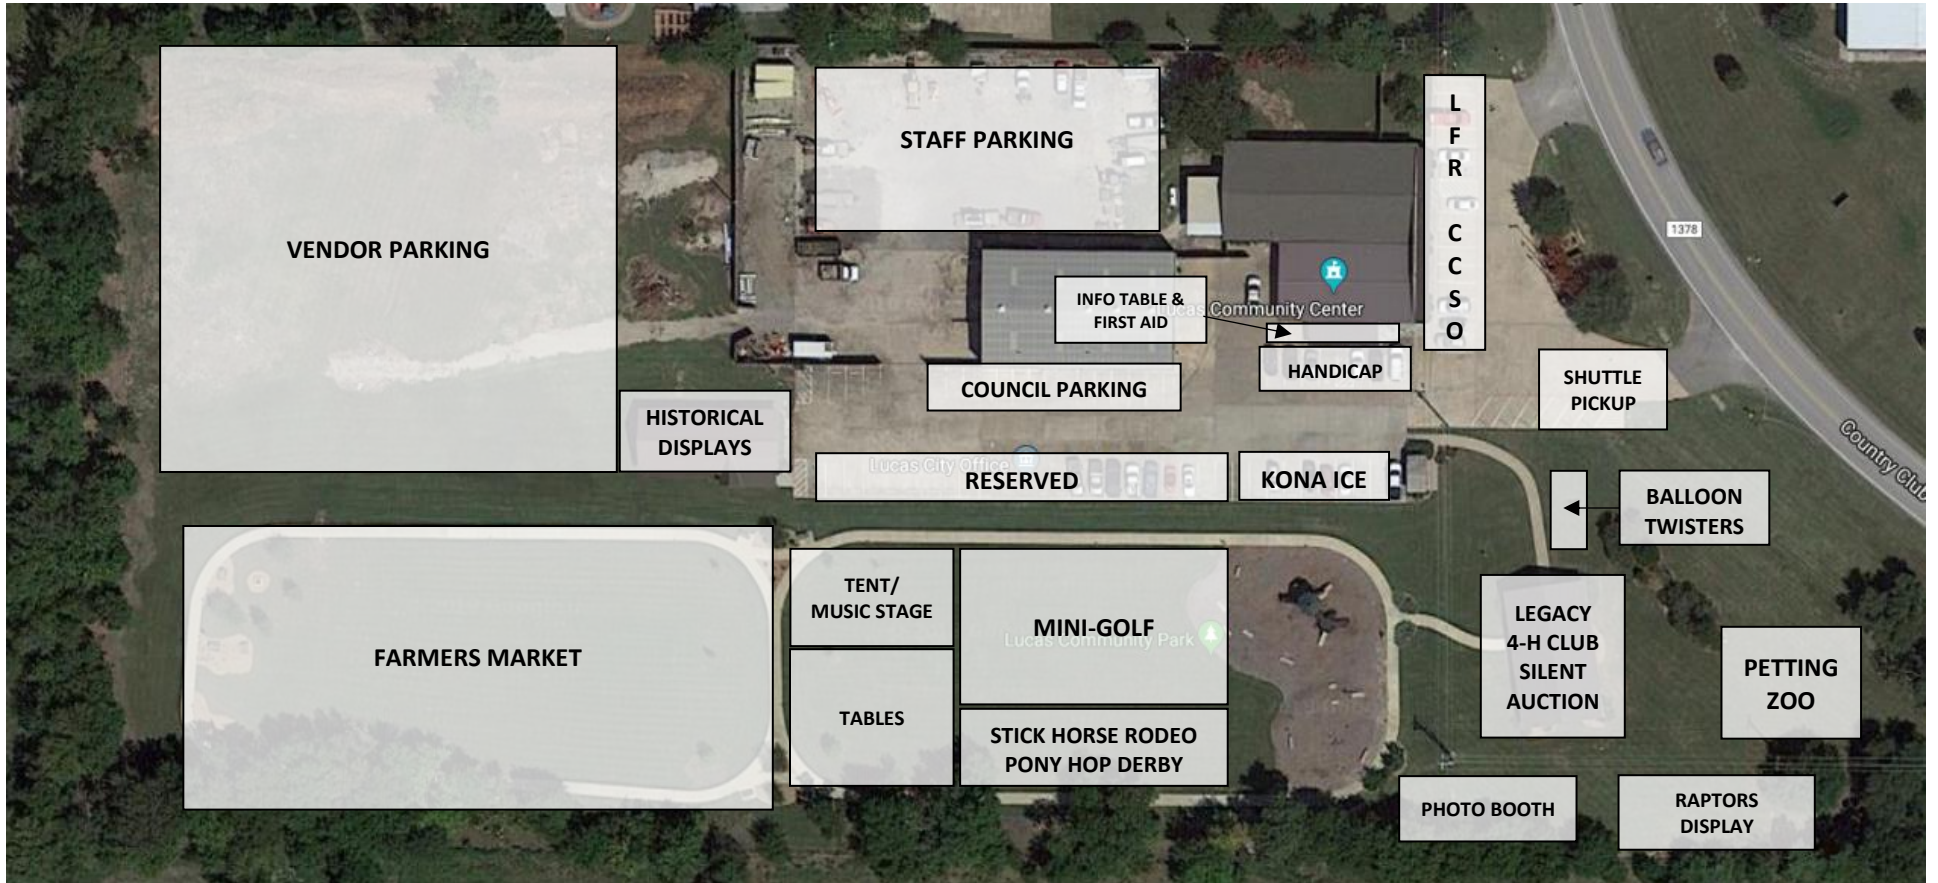 STAFF PARKING
VENDOR PARKING
L
F
R
C
C
S
O
1378
INFO TABLE &
FIRST AID
ucas Community Center
HANDICAP
COUNCIL PARKING
SHUTTLE
PICKUP
HISTORICAL
DISPLAYS
Country Club
Lucas City Office
RESERVED
KONA ICE
BALLOON
TWISTERS
FARMERS MARKET
TENT/
MUSIC STAGE
TABLES
MINI-GOLF
Lucas Community Park
STICK HORSE RODEO
PONY HOP DERBY
LEGACY
4-H CLUB
SILENT
AUCTION
PETTING
ZOO
PHOTO BOOTH
RAPTORS
DISPLAY